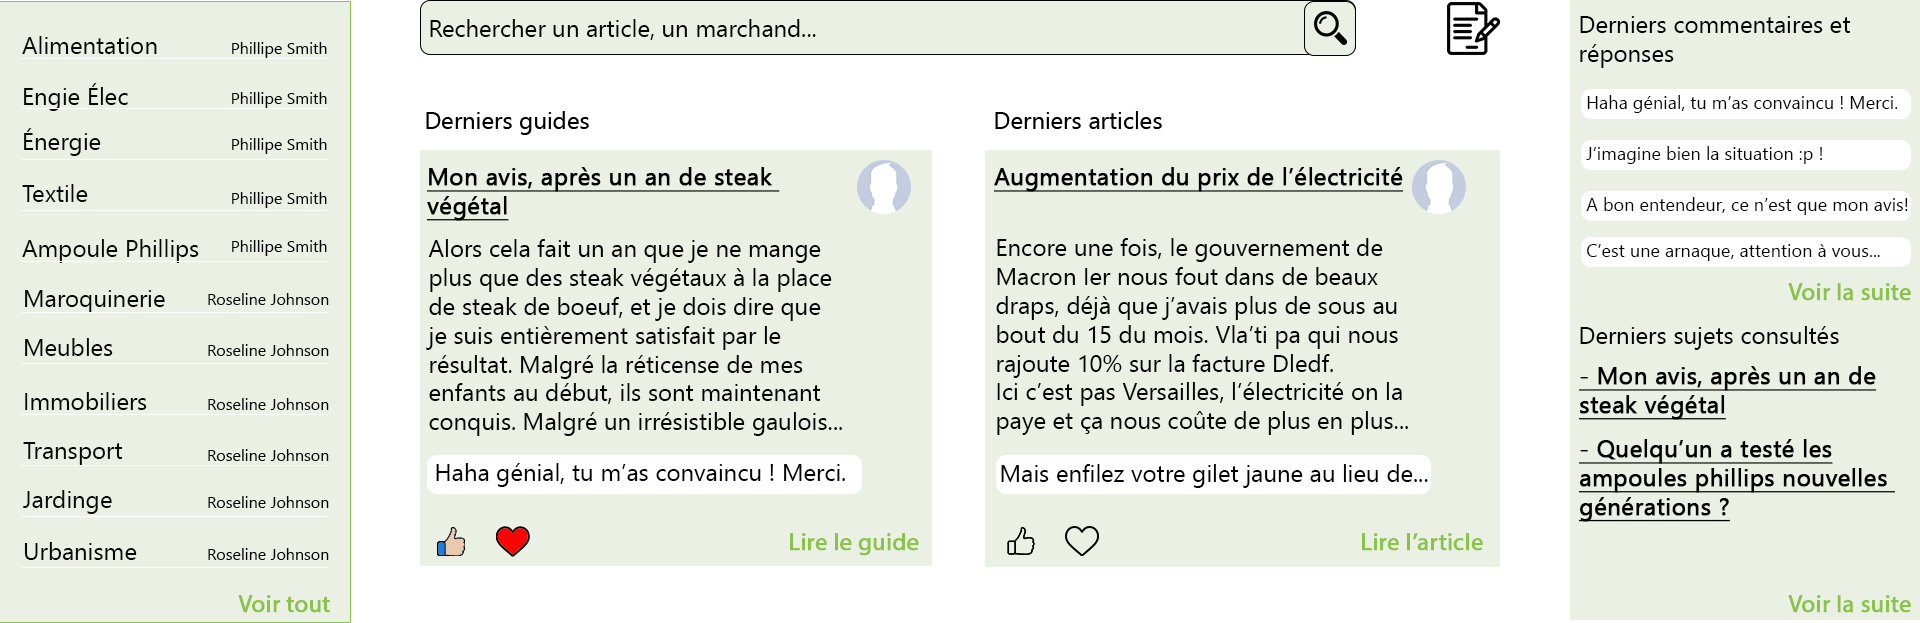 Alimentation Phillipe Smith
Engie Élec Phillipe Smith
Énergie Phillipe Smith
Textile Phillipe Smith
Ampoule Phillips Phillipe Smith
Maroquinerie Roseline Johnson
Meubles Roseline Johnson
Immobiliers Roseline Johnson
Transport Roseline Johnson
Jardinge Roseline Johnson
Urbanisme Roseline Johnson
Voir tout
Rechercher un article, un marchand...
Derniers guides
Mon avis, après un an de steak
végétal
Alors cela fait un an que je ne mange
plus que des steak végétaux à la place
de steak de boeuf, et je dois dire que
je suis entièrement satisfait par le
résultat. Malgré la réticense de mes
enfants au début, ils sont maintenant
conquis. Malgré un irrésistible gaulois...
Haha génial, tu m’as convaincu ! Merci.
Lire le guide
Derniers articles
Augmentation du prix de l’électricité
Encore une fois, le gouvernement de
Macron Ier nous fout dans de beaux
draps, déjà que j’avais plus de sous au
bout du 15 du mois. Vla’ti pa qui nous
rajoute 10% sur la facture Dledf.
Ici c’est pas Versailles, l’électricité on la
paye et ça nous coûte de plus en plus...
Mais enfilez votre gilet jaune au lieu de...
Lire l’article
Derniers commentaires et
réponses
Haha génial, tu m’as convaincu ! Merci.
J’imagine bien la situation :p !
A bon entendeur, ce n’est que mon avis!
C’est une arnaque, attention à vous...
Voir la suite
Derniers sujets consultés
- Mon avis, après un an de
steak végétal
- Quelqu’un a testé les
ampoules phillips nouvelles
générations ?
Voir la suite